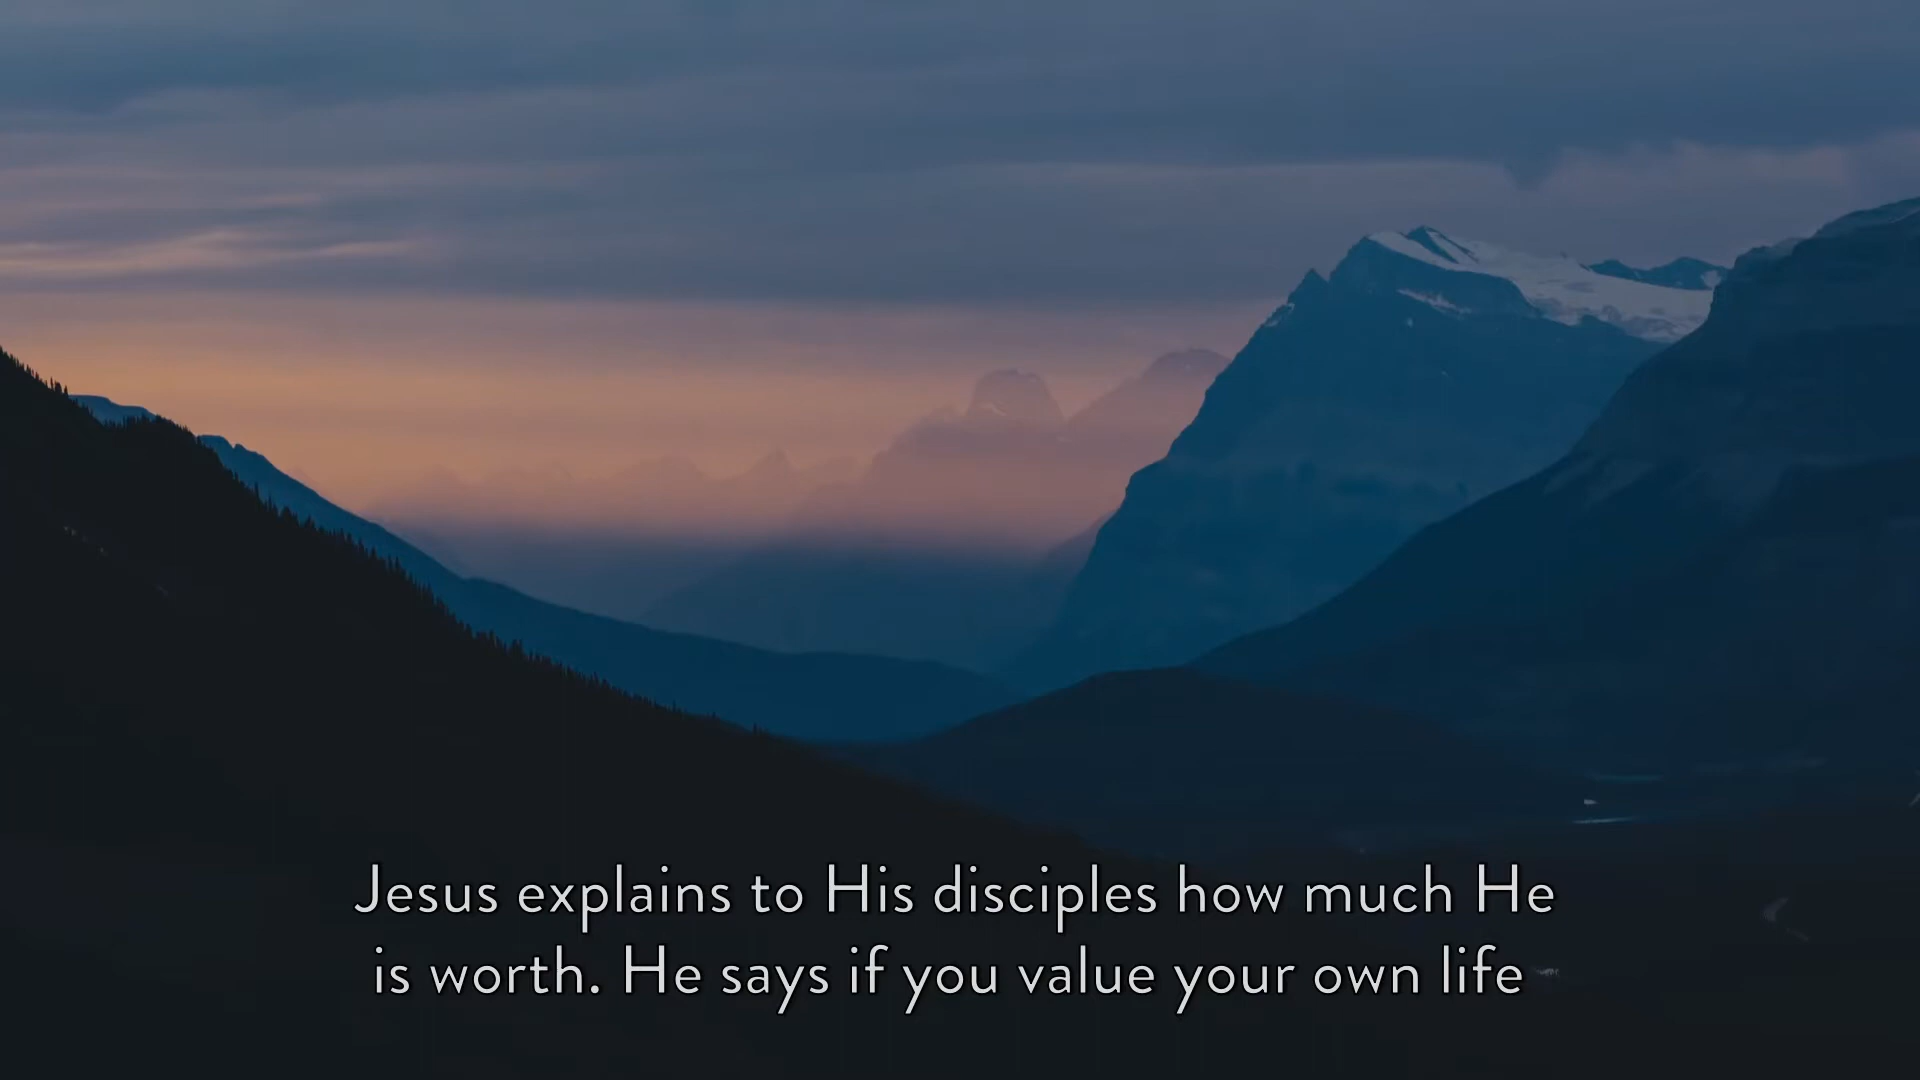 Jesus explains to His disciples how much He
is worth. He says if you value your own life